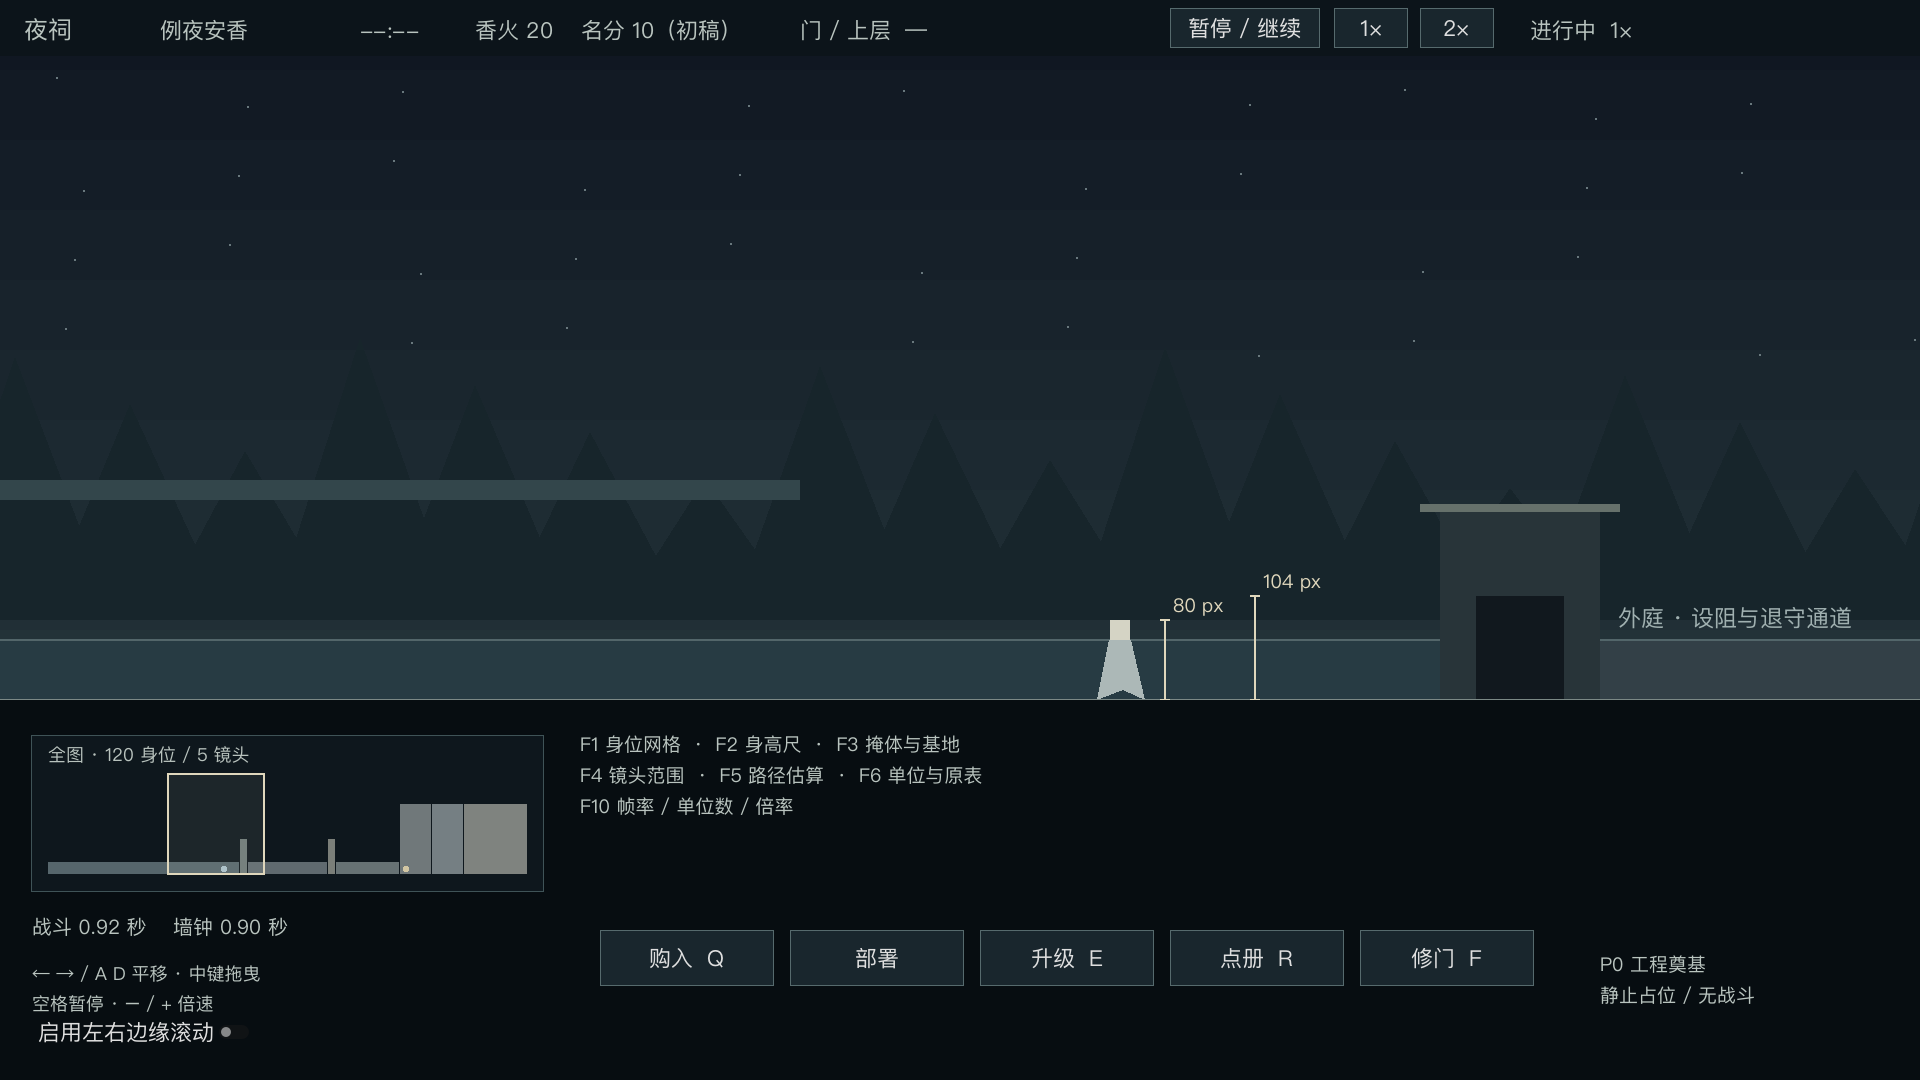 夜祠 例夜安香 --:-- 香火 20 名分 10（初稿） 门 / 上层 — 暂停 / 继续 1× 2× 进行中 1×
104 px
80 px
外庭 · 设阻与退守通道
全图 · 120 身位 / 5 镜头
F1 身位网格 · F2 身高尺 · F3 掩体与基地
F4 镜头范围 · F5 路径估算 · F6 单位与原表
F10 帧率 / 单位数 / 倍率
战斗 0.92 秒 墙钟 0.90 秒
←→ / A D 平移 · 中键拖曳
空格暂停 · − / + 倍速
启用左右边缘滚动
购入 Q 部署 升级 E 点册 R 修门 F
P0 工程奠基
静止占位 / 无战斗